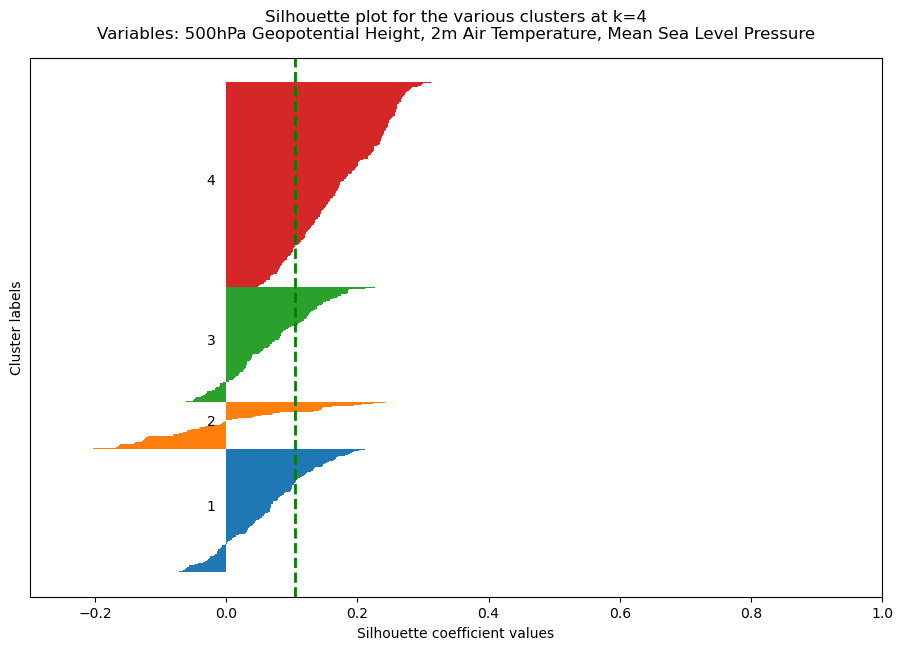 Silhouette plot for the various clusters at k=4
Variables: 500hPa Geopotential Height, 2m Air Temperature, Mean Sea Level Pressure
Cluster labels
4
3
2
1
−0.2
0.0
0.2
0.4
0.6
0.8
1.0
Silhouette coefficient values